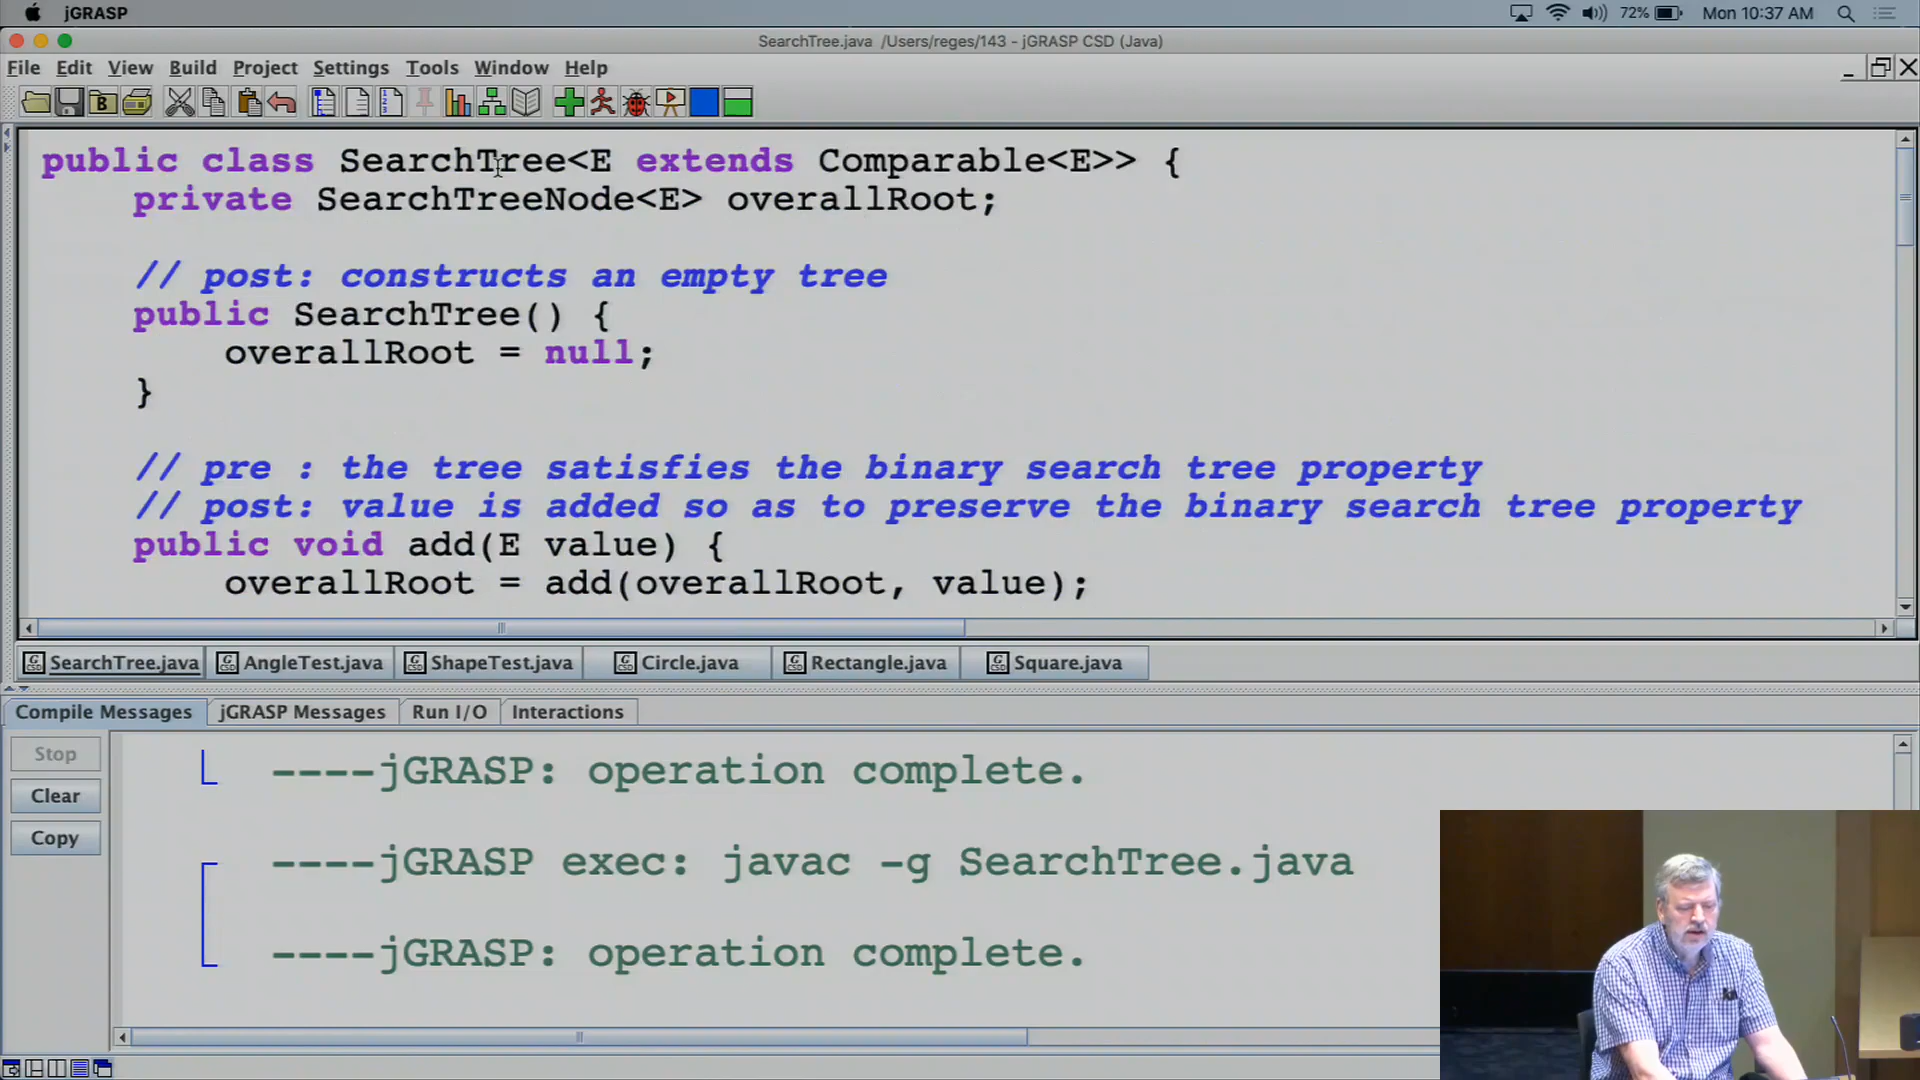 jGRASP
72%
Mon 10:37 AM
SearchTree.java /Users/reges/143 - jGRASP CSD (Java)
File Edit View Build Project Settings Tools Window Help
public class SearchTree<E extends Comparable<E>> {
private SearchTreeNode<E> overallRoot;
// post: constructs an empty tree
public SearchTree() {
overallRoot = null;
}
// pre : the tree satisfies the binary search tree property
// post: value is added so as to preserve the binary search tree property
public void add(E value) {
overallRoot = add(overallRoot, value);
SearchTree.java AngleTest.java ShapeTest.java Circle.java Rectangle.java Square.java
Compile Messages jGRASP Messages Run I/O Interactions
Stop
Clear
Copy
----jGRASP: operation complete.
----jGRASP exec: javac -g SearchTree.java
----jGRASP: operation complete.